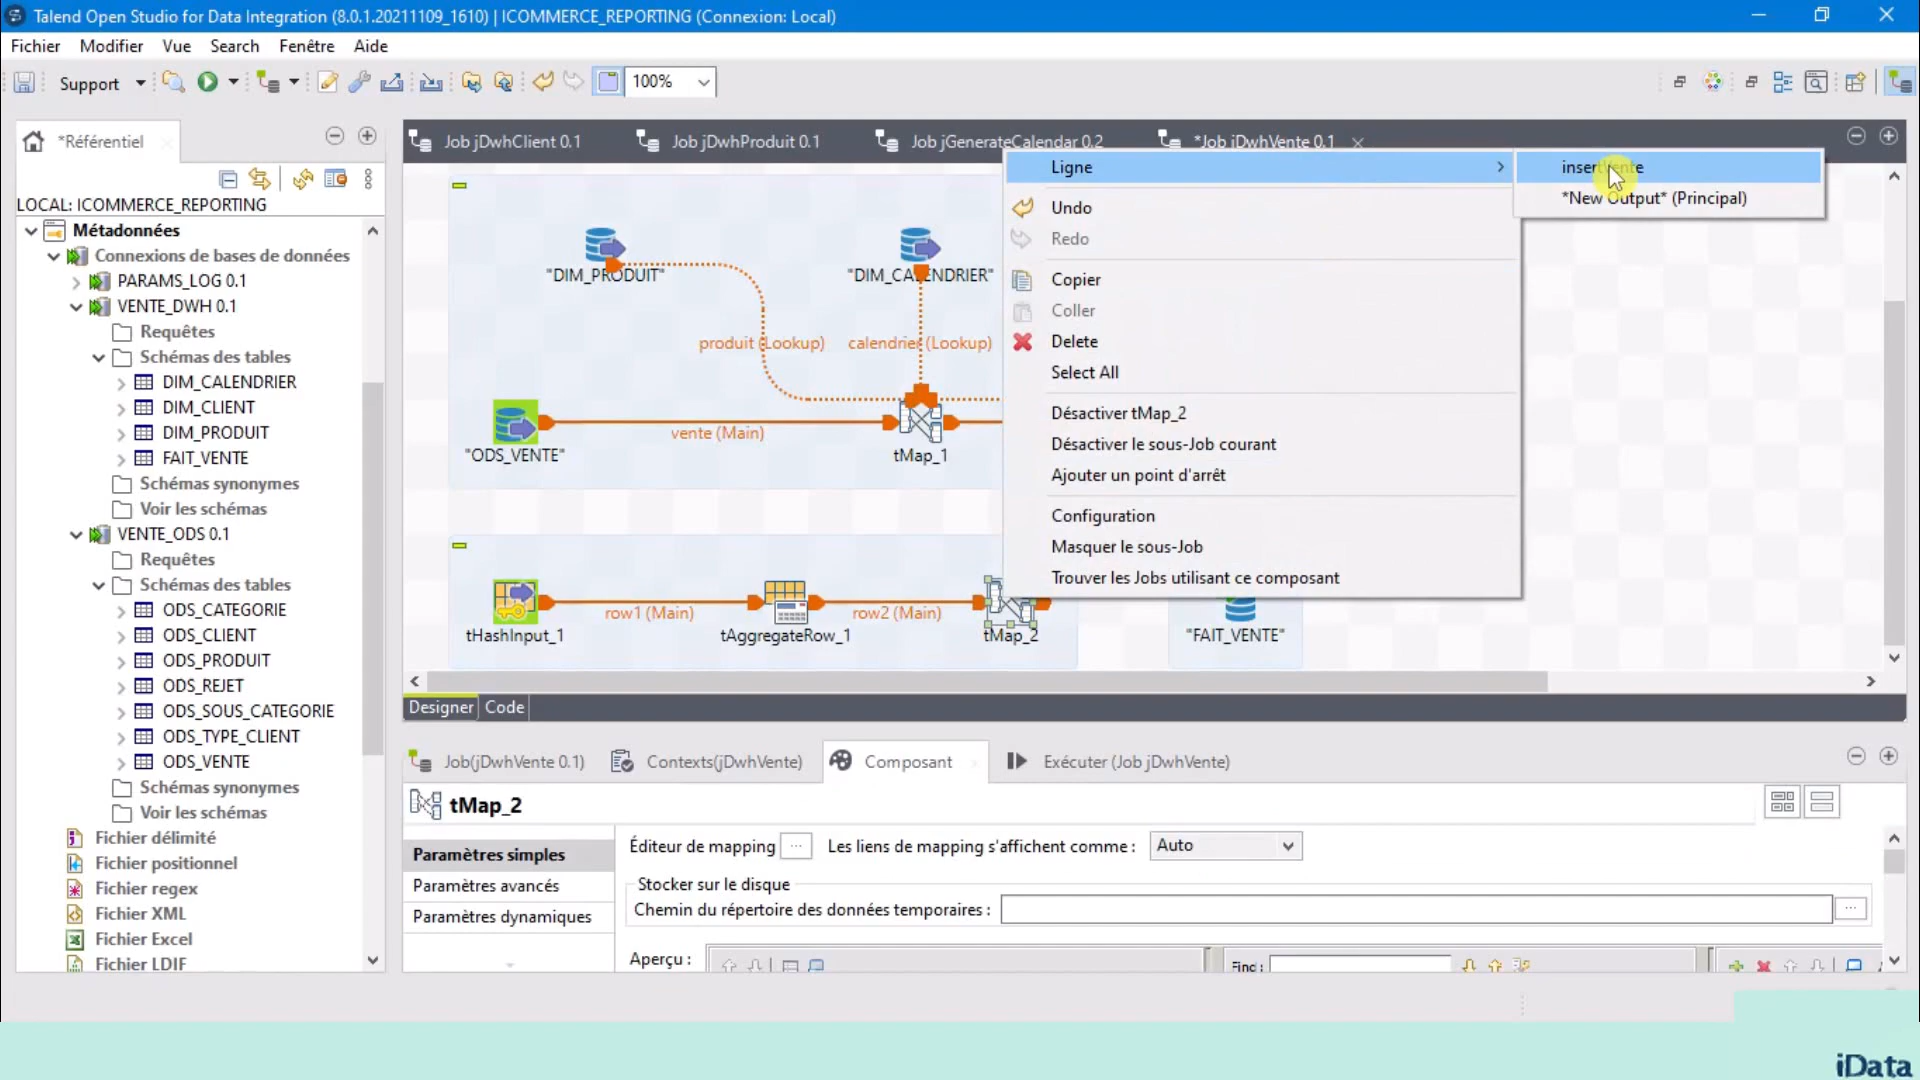 Talend Open Studio for Data Integration (8.0.1.20211109_1610) | ICOMMERCE_REPORTING (Connexion: Local)
Fichier Modifier Vue Search Fenêtre Aide
Support 100%
*Référentiel
Job jDwhClient 0.1 Job jDwhProduit 0.1 Job jGenerateCalendar 0.2 *Job jDwhVente 0.1
LOCAL: ICOMMERCE_REPORTING
Métadonnées
Connexions de bases de données
PARAMS_LOG 0.1
VENTE_DWH 0.1
Requêtes
Schémas des tables
DIM_CALENDRIER
DIM_CLIENT
DIM_PRODUIT
FAIT_VENTE
Schémas synonymes
Voir les schémas
VENTE_ODS 0.1
Requêtes
Schémas des tables
ODS_CATEGORIE
ODS_CLIENT
ODS_PRODUIT
ODS_REJET
ODS_SOUS_CATEGORIE
ODS_TYPE_CLIENT
ODS_VENTE
Schémas synonymes
Voir les schémas
Fichier délimité
Fichier positionnel
Fichier regex
Fichier XML
Fichier Excel
Fichier LDIF
"DIM_PRODUIT" "DIM_CALENDRIER"
produit (Lookup) calendrier (Lookup)
vente (Main)
"ODS_VENTE" tMap_1
row1 (Main) row2 (Main)
tHashInput_1 tAggregateRow_1 tMap_2 "FAIT_VENTE"
Ligne
insertVente
*New Output* (Principal)
Undo
Redo
Copier
Coller
Delete
Select All
Désactiver tMap_2
Désactiver le sous-Job courant
Ajouter un point d'arrêt
Configuration
Masquer le sous-Job
Trouver les Jobs utilisant ce composant
Designer Code
Job(jDwhVente 0.1) Contexts(jDwhVente) Composant Exécuter (Job jDwhVente)
tMap_2
Paramètres simples
Paramètres avancés
Paramètres dynamiques
Éditeur de mapping ... Les liens de mapping s'affichent comme : Auto
Stocker sur le disque
Chemin du répertoire des données temporaires : ...
Aperçu : Find :
iData